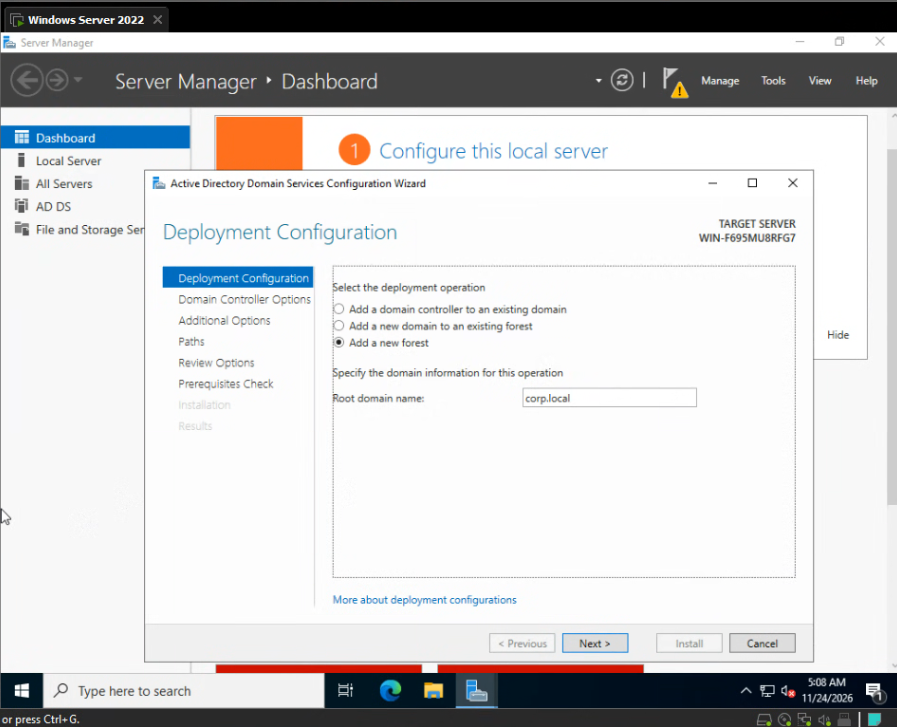 Windows Server 2022
Server Manager
Server Manager ‣ Dashboard
Manage Tools View Help
Dashboard
Local Server
All Servers
AD DS
File and Storage Ser
1 Configure this local server
Hide
Active Directory Domain Services Configuration Wizard
Deployment Configuration
TARGET SERVER
WIN-F695MU8RFG7
Deployment Configuration
Domain Controller Options
Additional Options
Paths
Review Options
Prerequisites Check
Installation
Results
Select the deployment operation
Add a domain controller to an existing domain
Add a new domain to an existing forest
Add a new forest
Specify the domain information for this operation
Root domain name: corp.local
More about deployment configurations
< Previous Next > Install Cancel
Type here to search
5:08 AM
11/24/2026
1
or press Ctrl+G.